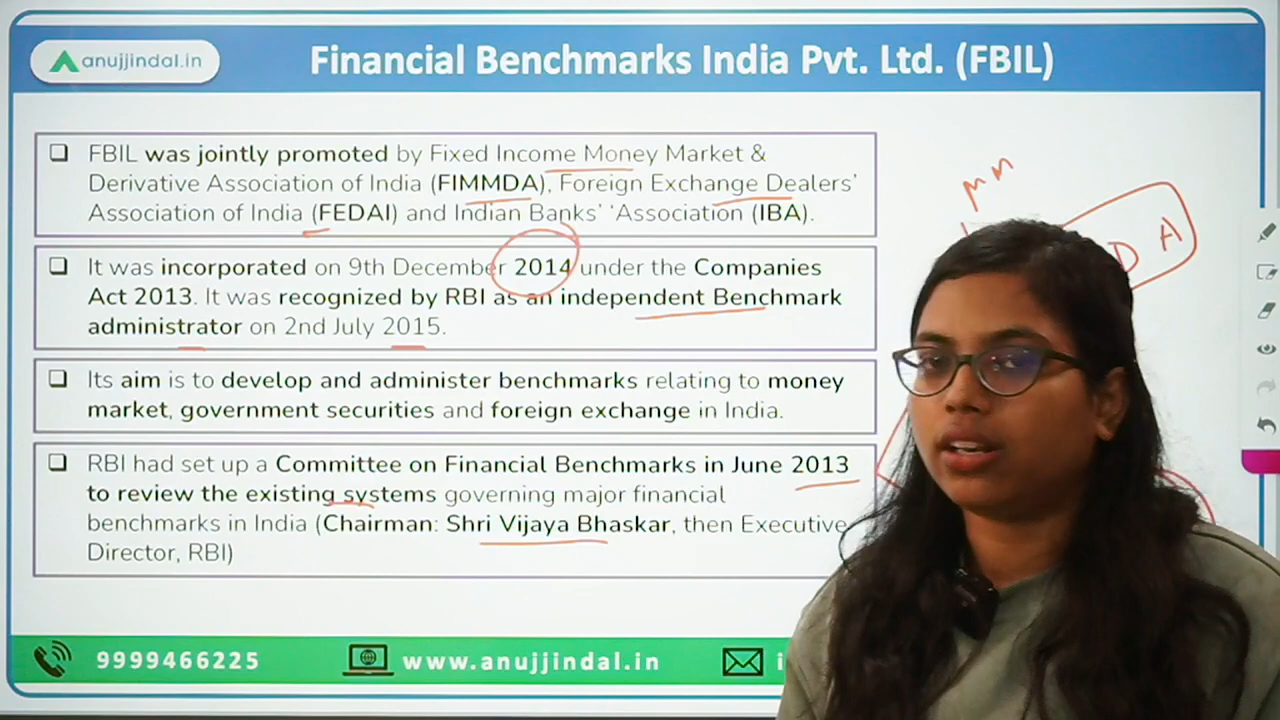 anujjindal.in
Financial Benchmarks India Pvt. Ltd. (FBIL)
FBIL was jointly promoted by Fixed Income Money Market &
Derivative Association of India (FIMMDA), Foreign Exchange Dealers'
Association of India (FEDAI) and Indian Banks' 'Association (IBA).
It was incorporated on 9th December 2014 under the Companies
Act 2013. It was recognized by RBI as an independent Benchmark
administrator on 2nd July 2015.
Its aim is to develop and administer benchmarks relating to money
market, government securities and foreign exchange in India.
RBI had set up a Committee on Financial Benchmarks in June 2013
to review the existing systems governing major financial
benchmarks in India (Chairman: Shri Vijaya Bhaskar, then Executive
Director, RBI)
MM
D A
9999466225
www.anujjindal.in